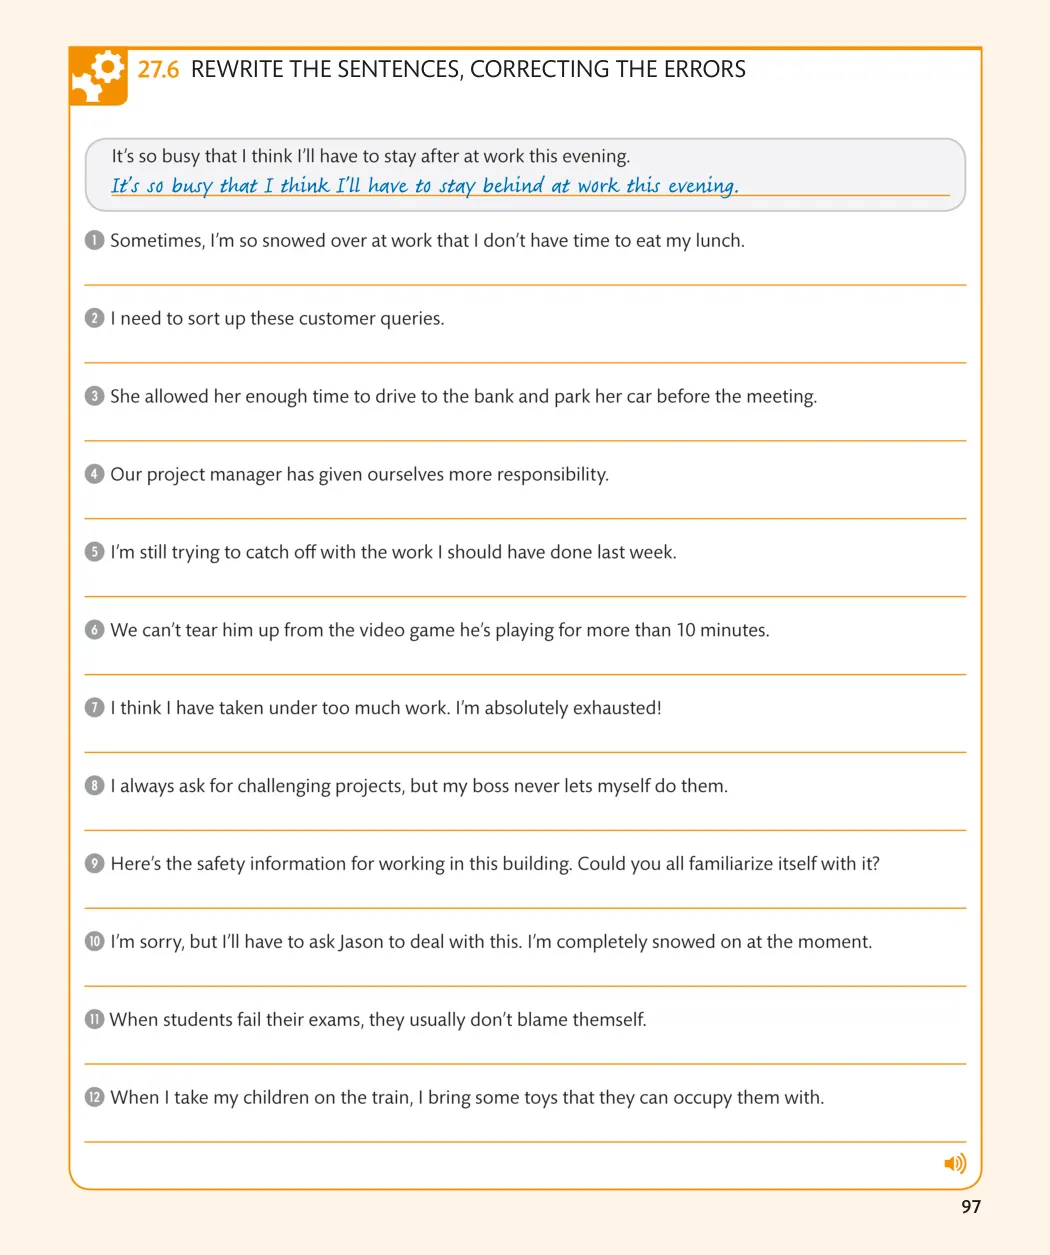 27.6 REWRITE THE SENTENCES, CORRECTING THE ERRORS
It's so busy that I think I'll have to stay after at work this evening.
It's so busy that I think I'll have to stay behind at work this evening.
1 Sometimes, I'm so snowed over at work that I don't have time to eat my lunch.
2 I need to sort up these customer queries.
3 She allowed her enough time to drive to the bank and park her car before the meeting.
4 Our project manager has given ourselves more responsibility.
5 I'm still trying to catch off with the work I should have done last week.
6 We can't tear him up from the video game he's playing for more than 10 minutes.
7 I think I have taken under too much work. I'm absolutely exhausted!
8 I always ask for challenging projects, but my boss never lets myself do them.
9 Here's the safety information for working in this building. Could you all familiarize itself with it?
10 I'm sorry, but I'll have to ask Jason to deal with this. I'm completely snowed on at the moment.
11 When students fail their exams, they usually don't blame themself.
12 When I take my children on the train, I bring some toys that they can occupy them with.
97